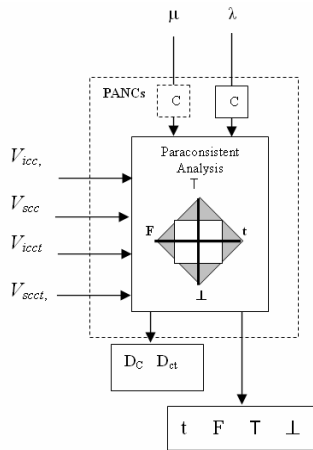 μ λ
PANCs C C
Paraconsistent
Analysis
T
V_icc,
V_scc
F t
V_icct
⊥
V_scct,
D_C D_ct
t F T ⊥